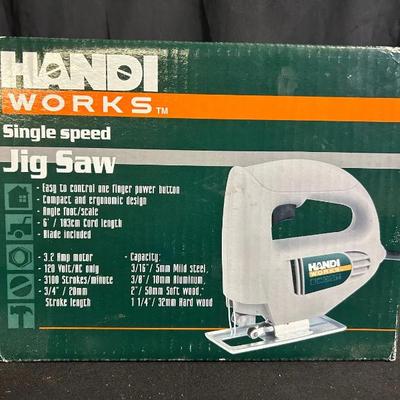 HANDI
WORKS™
Single speed
Jig Saw
- Easy to control one finger power button
- Compact and ergonomic design
- Angle foot/scale
- 6' / 183cm Cord length
- Blade included
- 3.2 Amp motor
- 120 Volt/AC only
- 3100 Strokes/minute
- 3/4" / 20mm
Stroke length
- Capacity:
3/16"/ 5mm Mild steel,
3/8"/ 10mm Aluminum,
2"/ 50mm Soft wood,
1 1/4"/ 32mm Hard wood
HANDI
WORKS